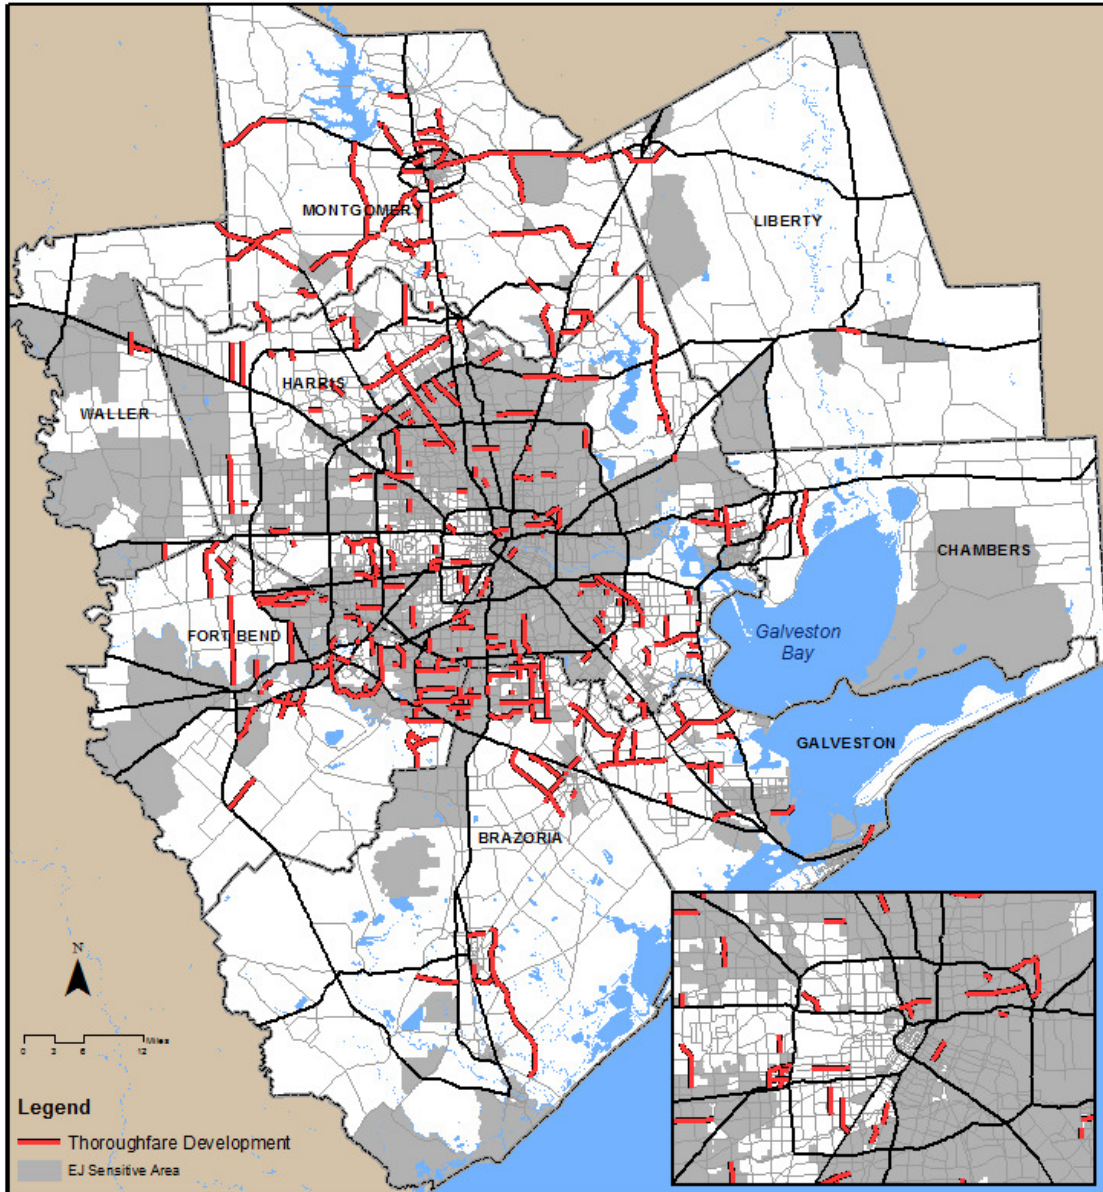 MONTGOMERY
LIBERTY
HARRIS
WALLER
CHAMBERS
FORT BEND
Galveston
Bay
GALVESTON
BRAZORIA
N
Miles
0 3 6 12
Legend
Thoroughfare Development
EJ Sensitive Area